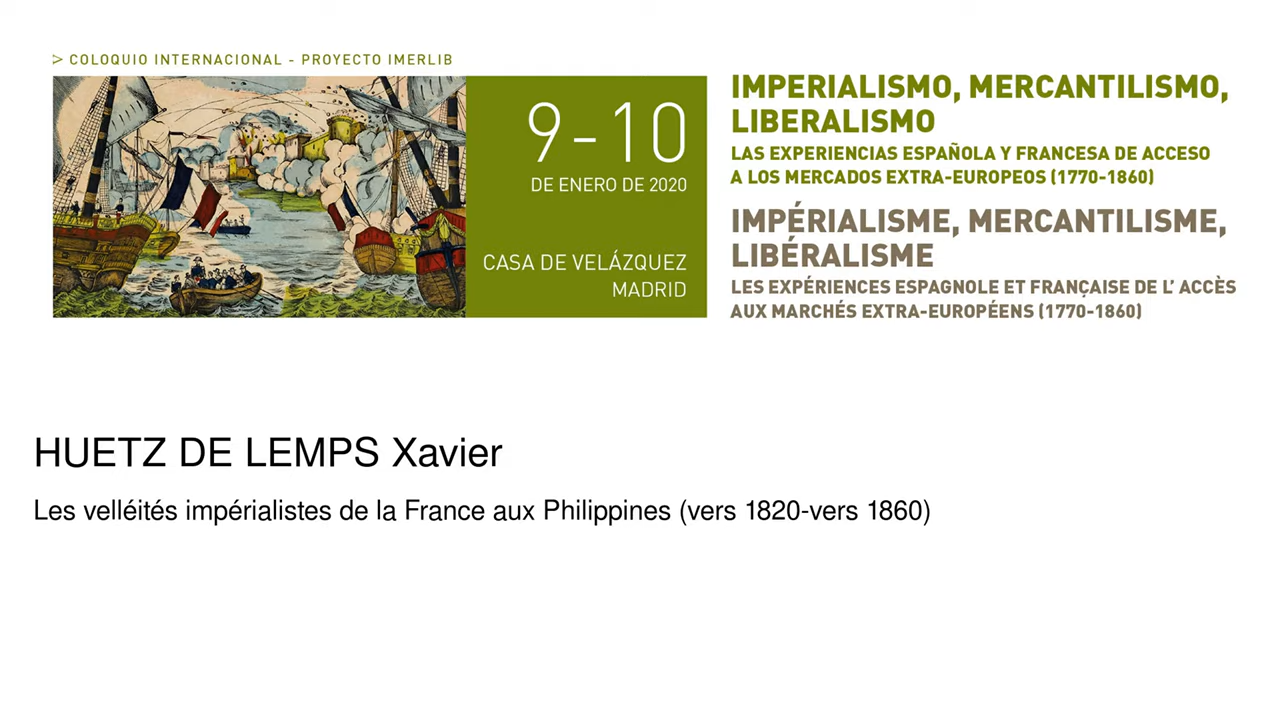 > COLOQUIO INTERNACIONAL - PROYECTO IMERLIB
9-10
DE ENERO DE 2020
CASA DE VELÁZQUEZ
MADRID
IMPERIALISMO, MERCANTILISMO,
LIBERALISMO
LAS EXPERIENCIAS ESPAÑOLA Y FRANCESA DE ACCESO
A LOS MERCADOS EXTRA-EUROPEOS (1770-1860)
IMPÉRIALISME, MERCANTILISME,
LIBÉRALISME
LES EXPÉRIENCES ESPAGNOLE ET FRANÇAISE DE L' ACCÈS
AUX MARCHÉS EXTRA-EUROPÉENS (1770-1860)
HUETZ DE LEMPS Xavier
Les velléités impérialistes de la France aux Philippines (vers 1820-vers 1860)